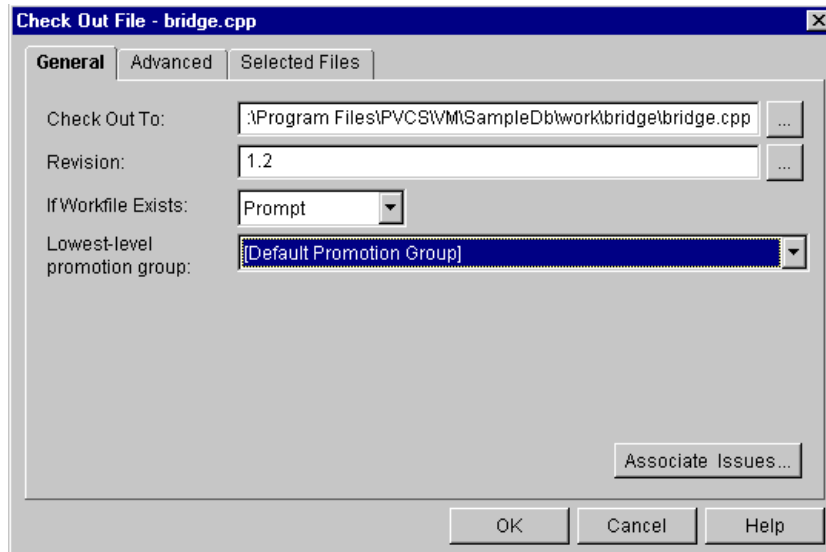 Check Out File - bridge.cpp
General Advanced Selected Files
Check Out To: :\Program Files\PVCS\VM\SampleDb\work\bridge\bridge.cpp ...
Revision: 1.2 ...
If Workfile Exists: Prompt
Lowest-level
promotion group: [Default Promotion Group]
Associate Issues...
OK Cancel Help